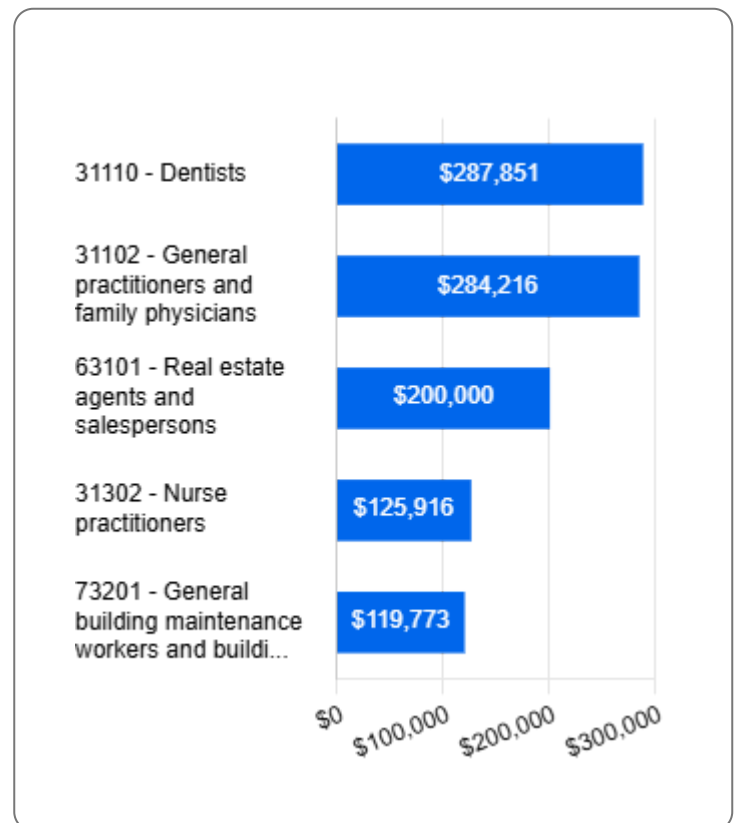 31110 - Dentists
$287,851
31102 - General
practitioners and
family physicians
$284,216
63101 - Real estate
agents and
salespersons
$200,000
31302 - Nurse
practitioners
$125,916
73201 - General
building maintenance
workers and buildi...
$119,773
$0
$100,000
$200,000
$300,000